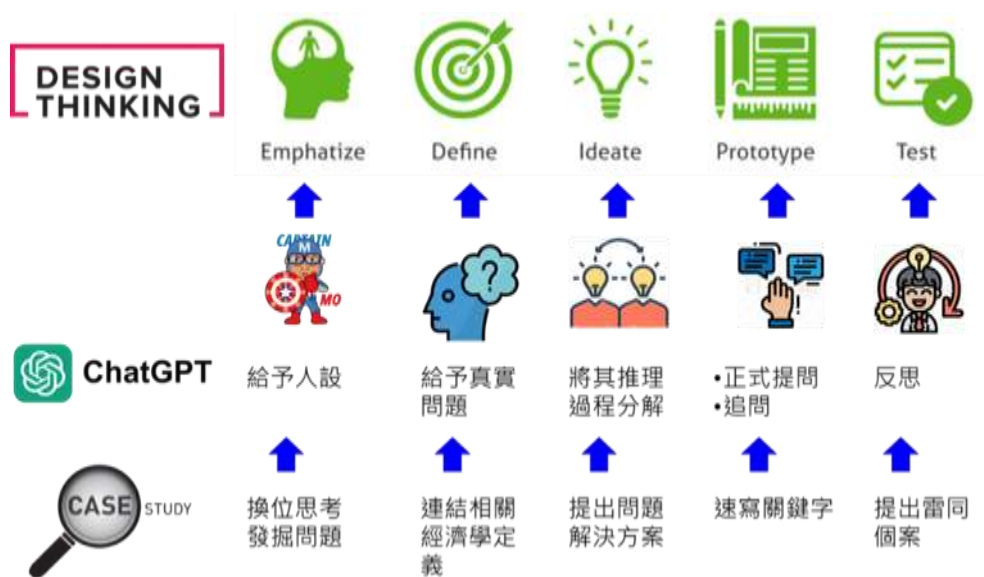 DESIGN
THINKING
Emphatize
Define
Ideate
Prototype
Test
CAPTAIN
M
MO
?
ChatGPT
給予人設
給予真實
問題
將其推理
過程分解
•正式提問
•追問
反思
CASE STUDY
換位思考
發掘問題
連結相關
經濟學定
義
提出問題
解決方案
速寫關鍵字
提出雷同
個案